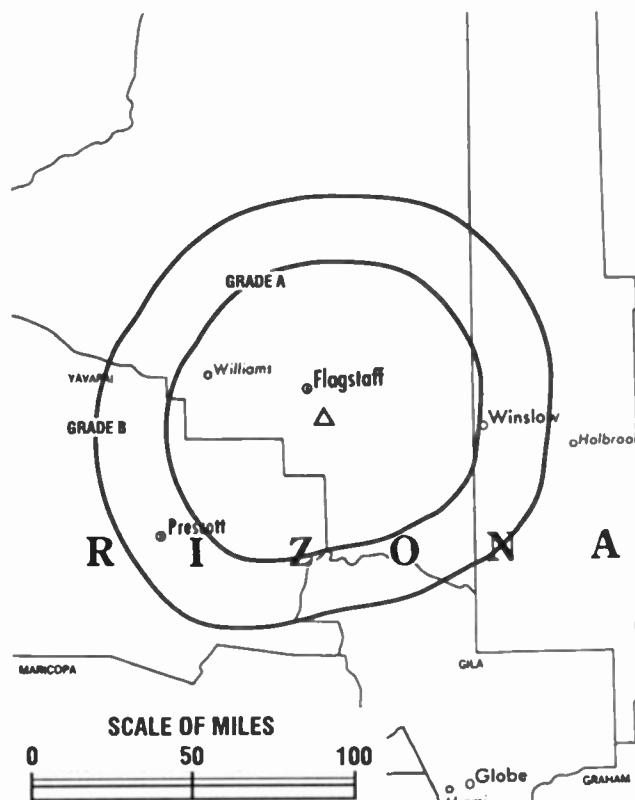 GRADE A
Williams
Flagstaff
YAVAPAI
GRADE B
Winslow
Holbroo
Prescott
R I Z O N A
MARICOPA
GILA
SCALE OF MILES
0 50 100
Globe
GRAHAM